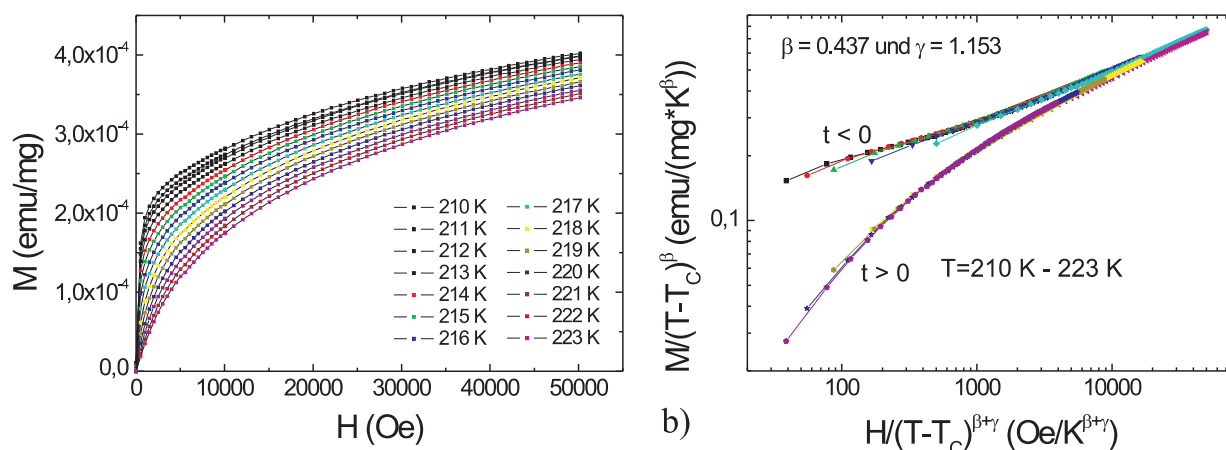 M (emu/mg)
4,0x10⁻⁴
3,0x10⁻⁴
2,0x10⁻⁴
1,0x10⁻⁴
0,0
0 10000 20000 30000 40000 50000
H (Oe)
210 K
211 K
212 K
213 K
214 K
215 K
216 K
217 K
218 K
219 K
220 K
221 K
222 K
223 K
b)
M/(T-T_C)^β (emu/(mg*K^β))
0,1
β = 0.437 und γ = 1.153
t < 0
t > 0
T=210 K - 223 K
100 1000 10000
H/(T-T_C)^β+γ (Oe/K^β+γ)